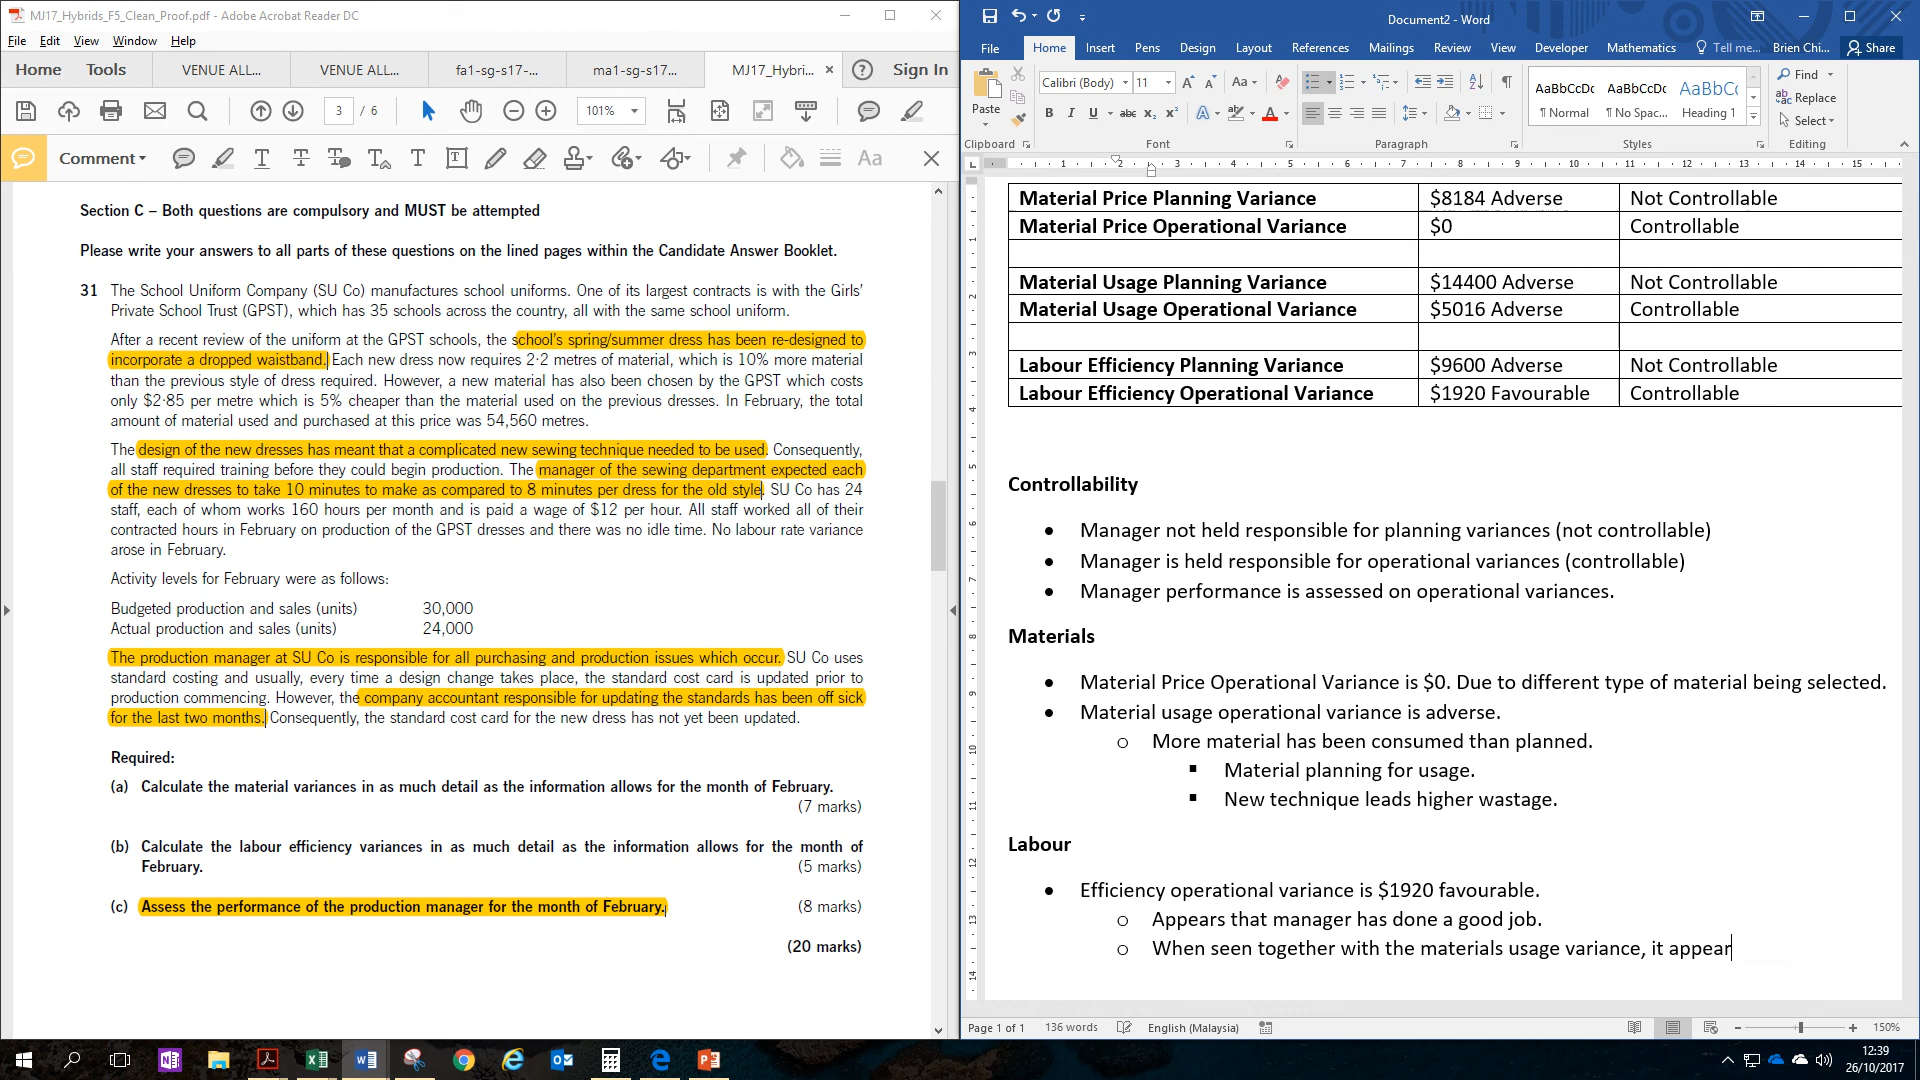 MJ17_Hybrids_F5_Clean_Proof.pdf - Adobe Acrobat Reader DC
File Edit View Window Help
Home Tools VENUE ALL... VENUE ALL... fa1-sg-s17-... ma1-sg-s17... MJ17_Hybri... × ? Sign In
3 / 6 101%
Comment
Section C – Both questions are compulsory and MUST be attempted
Please write your answers to all parts of these questions on the lined pages within the Candidate Answer Booklet.
31 The School Uniform Company (SU Co) manufactures school uniforms. One of its largest contracts is with the Girls’
Private School Trust (GPST), which has 35 schools across the country, all with the same school uniform.
After a recent review of the uniform at the GPST schools, the school’s spring/summer dress has been re-designed to
incorporate a dropped waistband. Each new dress now requires 2·2 metres of material, which is 10% more material
than the previous style of dress required. However, a new material has also been chosen by the GPST which costs
only $2·85 per metre which is 5% cheaper than the material used on the previous dresses. In February, the total
amount of material used and purchased at this price was 54,560 metres.
The design of the new dresses has meant that a complicated new sewing technique needed to be used. Consequently,
all staff required training before they could begin production. The manager of the sewing department expected each
of the new dresses to take 10 minutes to make as compared to 8 minutes per dress for the old style. SU Co has 24
staff, each of whom works 160 hours per month and is paid a wage of $12 per hour. All staff worked all of their
contracted hours in February on production of the GPST dresses and there was no idle time. No labour rate variance
arose in February.
Activity levels for February were as follows:
Budgeted production and sales (units) 30,000
Actual production and sales (units) 24,000
The production manager at SU Co is responsible for all purchasing and production issues which occur. SU Co uses
standard costing and usually, every time a design change takes place, the standard cost card is updated prior to
production commencing. However, the company accountant responsible for updating the standards has been off sick
for the last two months. Consequently, the standard cost card for the new dress has not yet been updated.
Required:
(a) Calculate the material variances in as much detail as the information allows for the month of February.
(7 marks)
(b) Calculate the labour efficiency variances in as much detail as the information allows for the month of
February. (5 marks)
(c) Assess the performance of the production manager for the month of February. (8 marks)
(20 marks)
Document2 - Word
File Home Insert Pens Design Layout References Mailings Review View Developer Mathematics Tell me... Brien Chi... Share
Paste Calibri (Body) 11 Aa
B I U abc x₂ x² A A
AaBbCcDc AaBbCcDc AaBbCc
¶ Normal ¶ No Spac... Heading 1
Find
Replace
Select
Clipboard Font Paragraph Styles Editing
1 2 3 4 5 6 7 8 9 10 11 12 13 14 15
Material Price Planning Variance $8184 Adverse Not Controllable
Material Price Operational Variance $0 Controllable
Material Usage Planning Variance $14400 Adverse Not Controllable
Material Usage Operational Variance $5016 Adverse Controllable
Labour Efficiency Planning Variance $9600 Adverse Not Controllable
Labour Efficiency Operational Variance $1920 Favourable Controllable
Controllability
• Manager not held responsible for planning variances (not controllable)
• Manager is held responsible for operational variances (controllable)
• Manager performance is assessed on operational variances.
Materials
• Material Price Operational Variance is $0. Due to different type of material being selected.
• Material usage operational variance is adverse.
o More material has been consumed than planned.
▪ Material planning for usage.
▪ New technique leads higher wastage.
Labour
• Efficiency operational variance is $1920 favourable.
o Appears that manager has done a good job.
o When seen together with the materials usage variance, it appear
Page 1 of 1 136 words English (Malaysia) 150%
12:39
26/10/2017